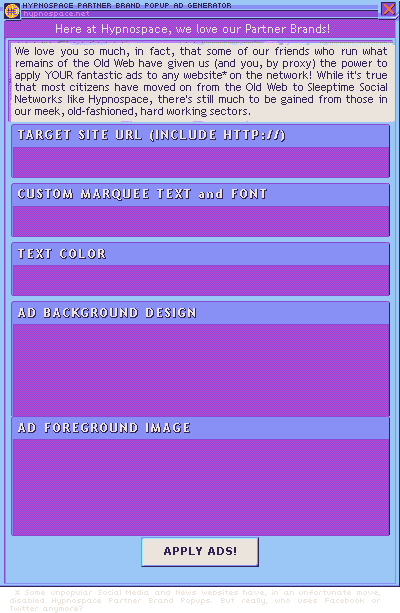 HYPNOSPACE PARTNER BRAND POPUP AD GENERATOR
hypnospace.net
Here at Hypnospace, we love our Partner Brands!
We love you so much, in fact, that some of our friends who run what
remains of the Old Web have given us (and you, by proxy) the power to
apply YOUR fantastic ads to any website* on the network! While it's true
that most citizens have moved on from the Old Web to Sleeptime Social
Networks like Hypnospace, there's still much to be gained from those in
our meek, old-fashioned, hard working sectors.
TARGET SITE URL (INCLUDE HTTP://)
CUSTOM MARQUEE TEXT and FONT
TEXT COLOR
AD BACKGROUND DESIGN
AD FOREGROUND IMAGE
APPLY ADS!
* Some unpopular Social Media and News websites have, in an unfortunate move,
disabled Hypnospace Partner Brand Popups. But really, who uses Facebook or
Twitter anymore?